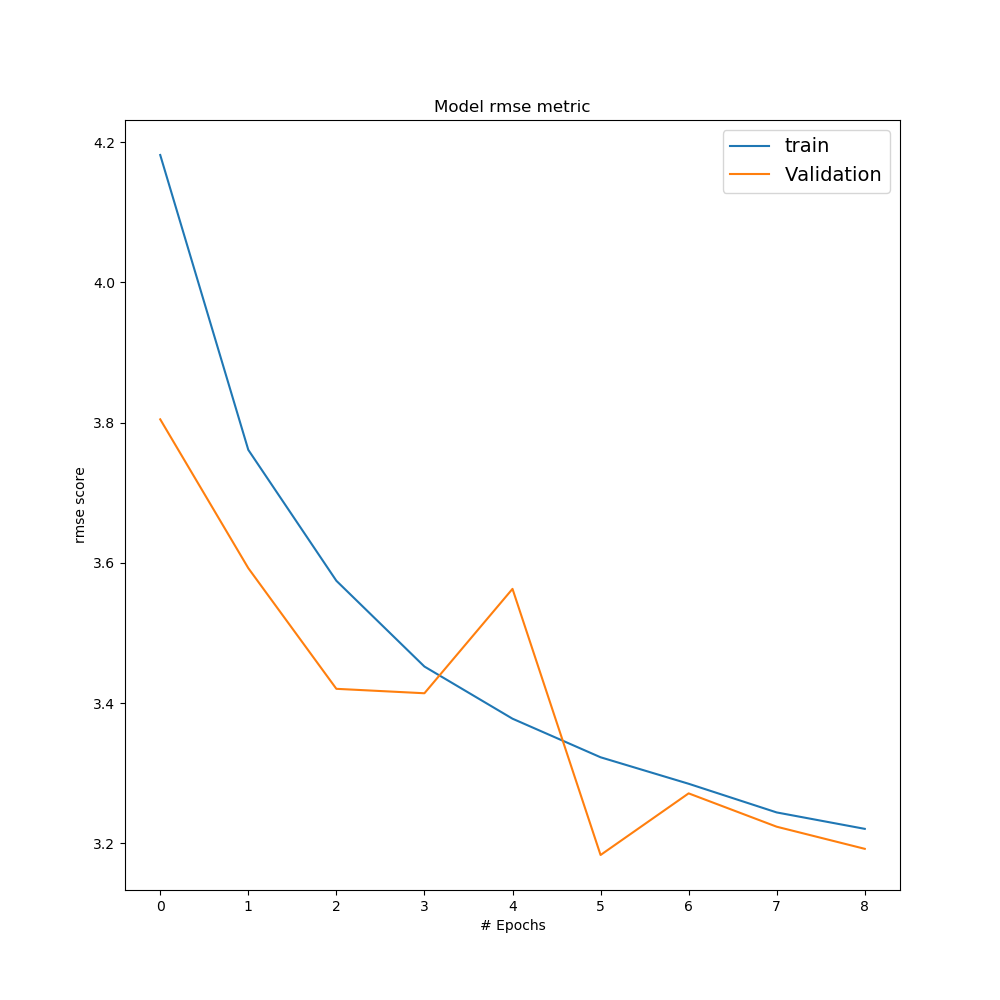 Model rmse metric
train
Validation
4.2
4.0
3.8
3.6
3.4
3.2
rmse score
0 1 2 3 4 5 6 7 8
# Epochs